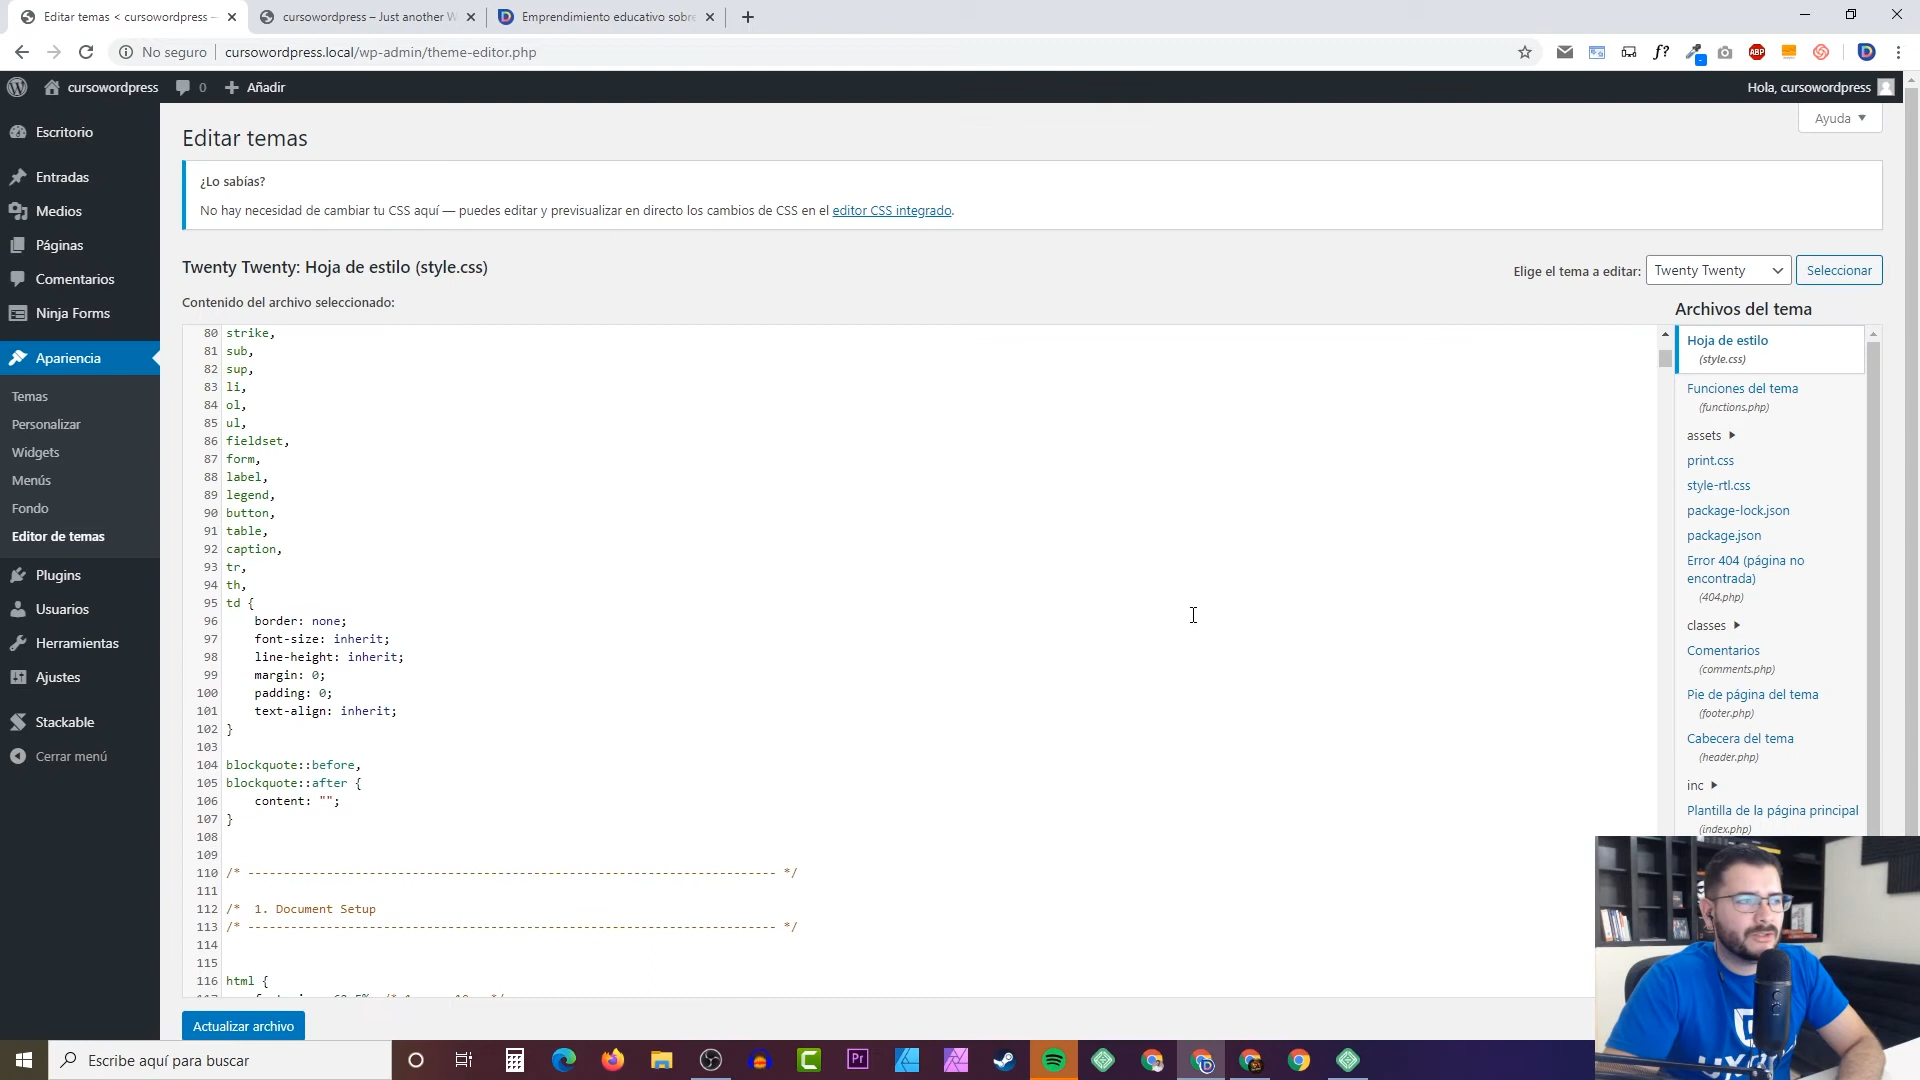 Editar temas < cursowordpress –
cursowordpress – Just another W
Emprendimiento educativo sobre
No seguro
cursowordpress.local/wp-admin/theme-editor.php
f?
ABP
cursowordpress
0
Añadir
Hola, cursowordpress
Escritorio
Entradas
Medios
Páginas
Comentarios
Ninja Forms
Apariencia
Temas
Personalizar
Widgets
Menús
Fondo
Editor de temas
Plugins
Usuarios
Herramientas
Ajustes
Stackable
Cerrar menú
Ayuda
Editar temas
¿Lo sabías?
No hay necesidad de cambiar tu CSS aquí — puedes editar y previsualizar en directo los cambios de CSS en el editor CSS integrado.
Twenty Twenty: Hoja de estilo (style.css)
Elige el tema a editar:
Twenty Twenty
Seleccionar
Contenido del archivo seleccionado:
80 strike,
81 sub,
82 sup,
83 li,
84 ol,
85 ul,
86 fieldset,
87 form,
88 label,
89 legend,
90 button,
91 table,
92 caption,
93 tr,
94 th,
95 td {
96 border: none;
97 font-size: inherit;
98 line-height: inherit;
99 margin: 0;
100 padding: 0;
101 text-align: inherit;
102 }
103
104 blockquote::before,
105 blockquote::after {
106 content: "";
107 }
108
109
110 /* -------------------------------------------------------------------------- */
111
112 /* 1. Document Setup
113 /* -------------------------------------------------------------------------- */
114
115
116 html {
Archivos del tema
Hoja de estilo
(style.css)
Funciones del tema
(functions.php)
assets
print.css
style-rtl.css
package-lock.json
package.json
Error 404 (página no
encontrada)
(404.php)
classes
Comentarios
(comments.php)
Pie de página del tema
(footer.php)
Cabecera del tema
(header.php)
inc
Plantilla de la página principal
(index.php)
Actualizar archivo
Escribe aquí para buscar
Pr